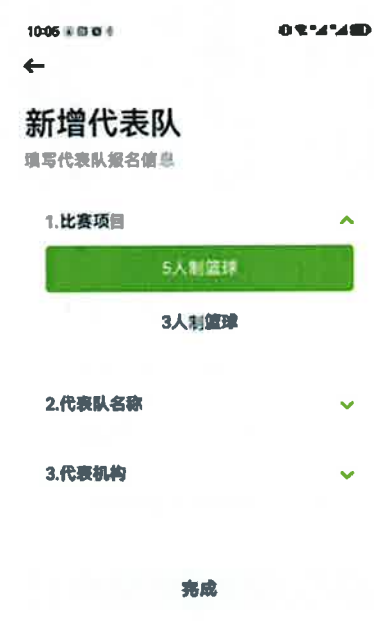 10:05
新增代表队
填写代表队报名信息
1.比赛项目
5人制篮球
3人制篮球
2.代表队名称
3.代表机构
完成